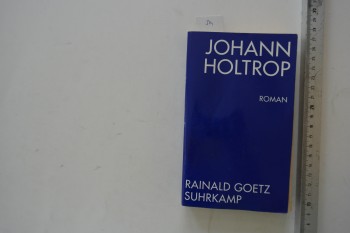 JOHANN
HOLTROP
ROMAN
RAINALD GOETZ
SUHRKAMP